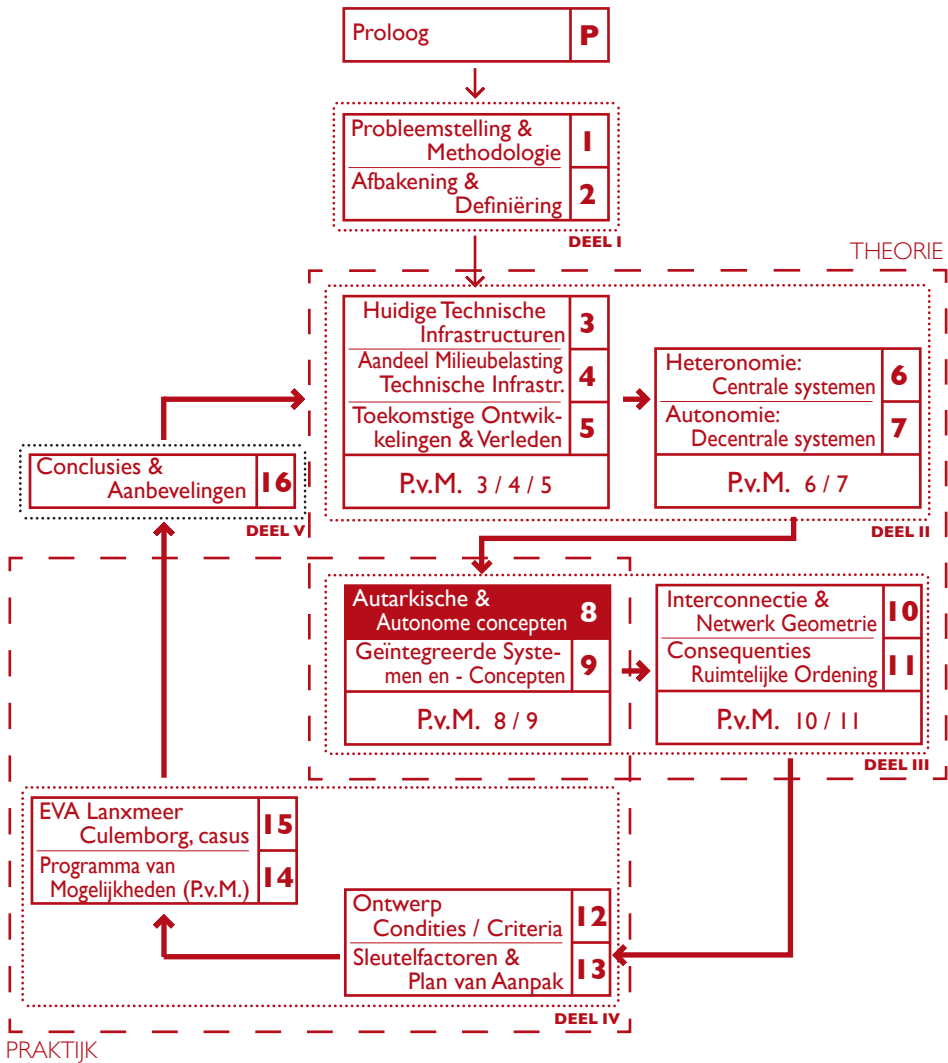 Proloog P
Probleemstelling & 1
Methodologie
Afbakening & 2
Definiëring
DEEL I
THEORIE
Huidige Technische 3
Infrastructuren
Aandeel Milieubelasting 4
Technische Infrastr.
Toekomstige Ontwik- 5
kkelingen & Verleden
P.v.M. 3 / 4 / 5
Heteronomie: 6
Centrale systemen
Autonomie: 7
Decentrale systemen
P.v.M. 6 / 7
DEEL II
Conclusies & 16
Aanbevelingen
DEEL V
Autarkische & 8
Autonome concepten
Geïntegreerde Syste- 9
men en - Concepten
P.v.M. 8 / 9
Interconnectie & 10
Netwerk Geometrie
Consequenties 11
Ruimtelijke Ordening
P.v.M. 10 / 11
DEEL III
EVA Lanxmeer 15
Culemborg, casus
Programma van 14
Mogelijkheden (P.v.M.)
Ontwerp 12
Condities / Criteria
Sleutelfactoren & 13
Plan van Aanpak
DEEL IV
PRAKTIJK